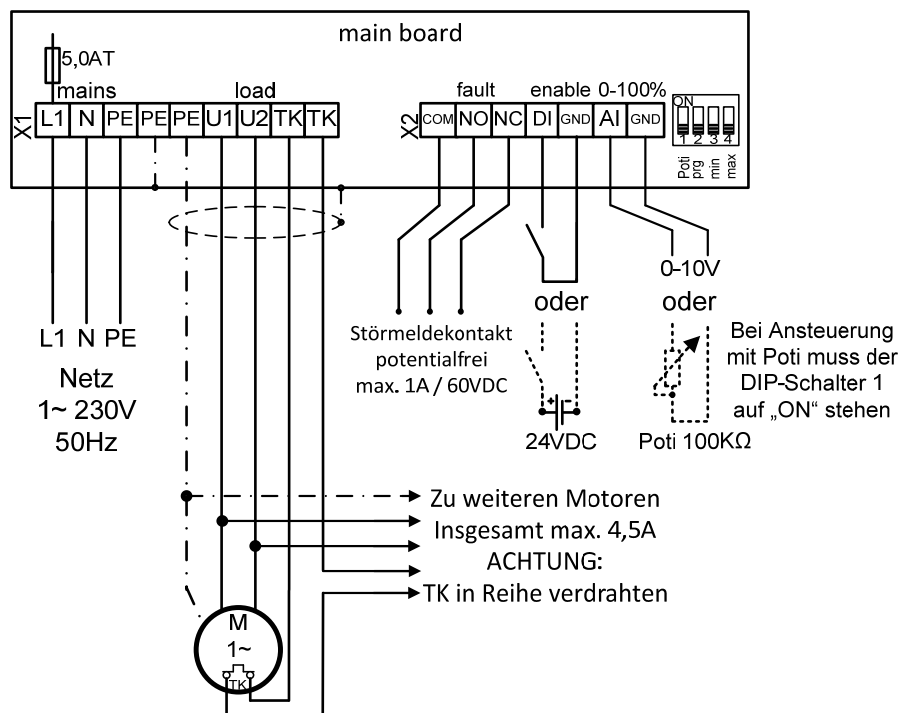 main board
5,0AT
mains
load
fault
enable
0-100%
X1
L1 N PE PE PE U1 U2 TK TK
X2
COM NO NC DI GND AI GND
ON
1 2 3 4
Poti
prg
min
max
L1 N PE
Netz
1~ 230V
50Hz
Störmeldekontakt
potentialfrei
max. 1A / 60VDC
oder
+ -
24VDC
0-10V
oder
Poti 100KΩ
Bei Ansteuerung
mit Poti muss der
DIP-Schalter 1
auf „ON“ stehen
Zu weiteren Motoren
Insgesamt max. 4,5A
ACHTUNG:
TK in Reihe verdrahten
M
1~
TK